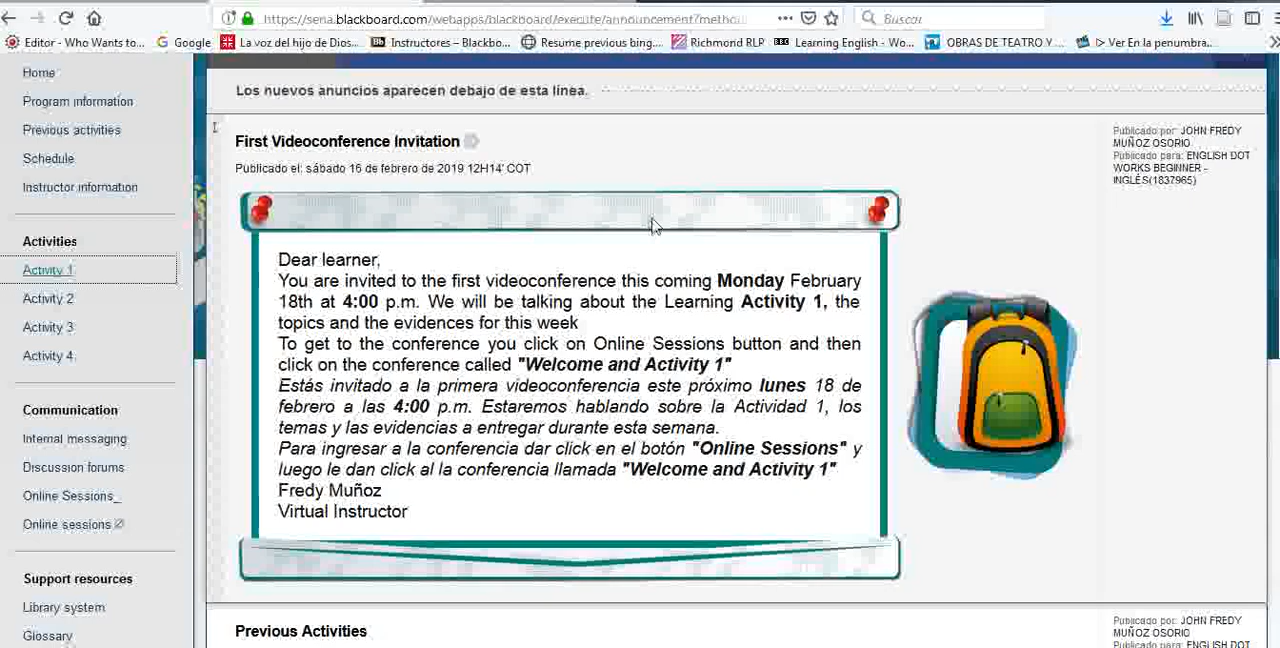 https://sena.blackboard.com/webapps/blackboard/execute/announcement?metho
Buscar
Editor - Who Wants to...
Google
La voz del hijo de Dios...
Bb Instructores – Blackbo...
Resume previous bing...
Richmond RLP
Learning English - Wo...
OBRAS DE TEATRO Y ...
Ver En la penumbra...
Home
Program information
Previous activities
Schedule
Instructor information
Activities
Activity 1
Activity 2
Activity 3
Activity 4
Communication
Internal messaging
Discussion forums
Online Sessions_
Online sessions
Support resources
Library system
Glossary
Los nuevos anuncios aparecen debajo de esta línea.
First Videoconference Invitation
Publicado el: sábado 16 de febrero de 2019 12H14' COT
Dear learner,
You are invited to the first videoconference this coming Monday February
18th at 4:00 p.m. We will be talking about the Learning Activity 1, the
topics and the evidences for this week
To get to the conference you click on Online Sessions button and then
click on the conference called "Welcome and Activity 1"
Estás invitado a la primera videoconferencia este próximo lunes 18 de
febrero a las 4:00 p.m. Estaremos hablando sobre la Actividad 1, los
temas y las evidencias a entregar durante esta semana.
Para ingresar a la conferencia dar click en el botón "Online Sessions" y
luego le dan click al la conferencia llamada "Welcome and Activity 1"
Fredy Muñoz
Virtual Instructor
Publicado por: JOHN FREDY
MUÑOZ OSORIO
Publicado para: ENGLISH DOT
WORKS BEGINNER -
INGLÉS(1837965)
Previous Activities
Publicado por: JOHN FREDY
MUÑOZ OSORIO
Publicado para: ENGLISH DOT